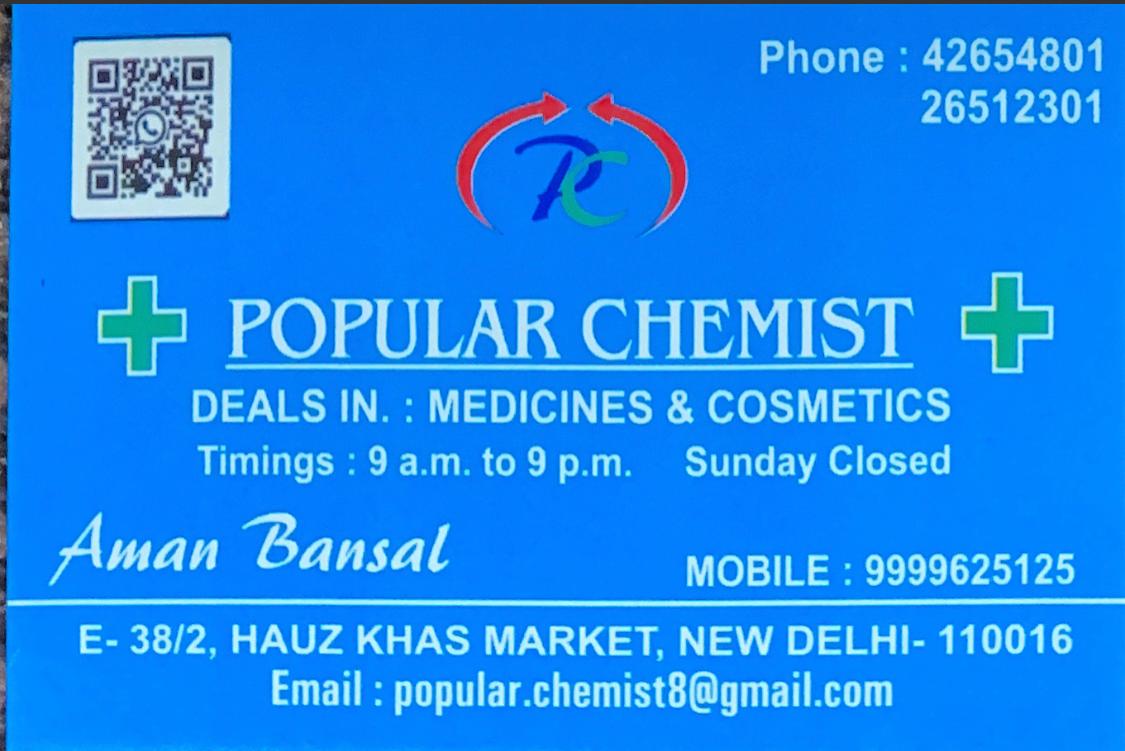 Phone : 42654801
26512301
PC
POPULAR CHEMIST
DEALS IN. : MEDICINES & COSMETICS
Timings : 9 a.m. to 9 p.m. Sunday Closed
Aman Bansal
MOBILE : 9999625125
E- 38/2, HAUZ KHAS MARKET, NEW DELHI- 110016
Email : popular.chemist8@gmail.com